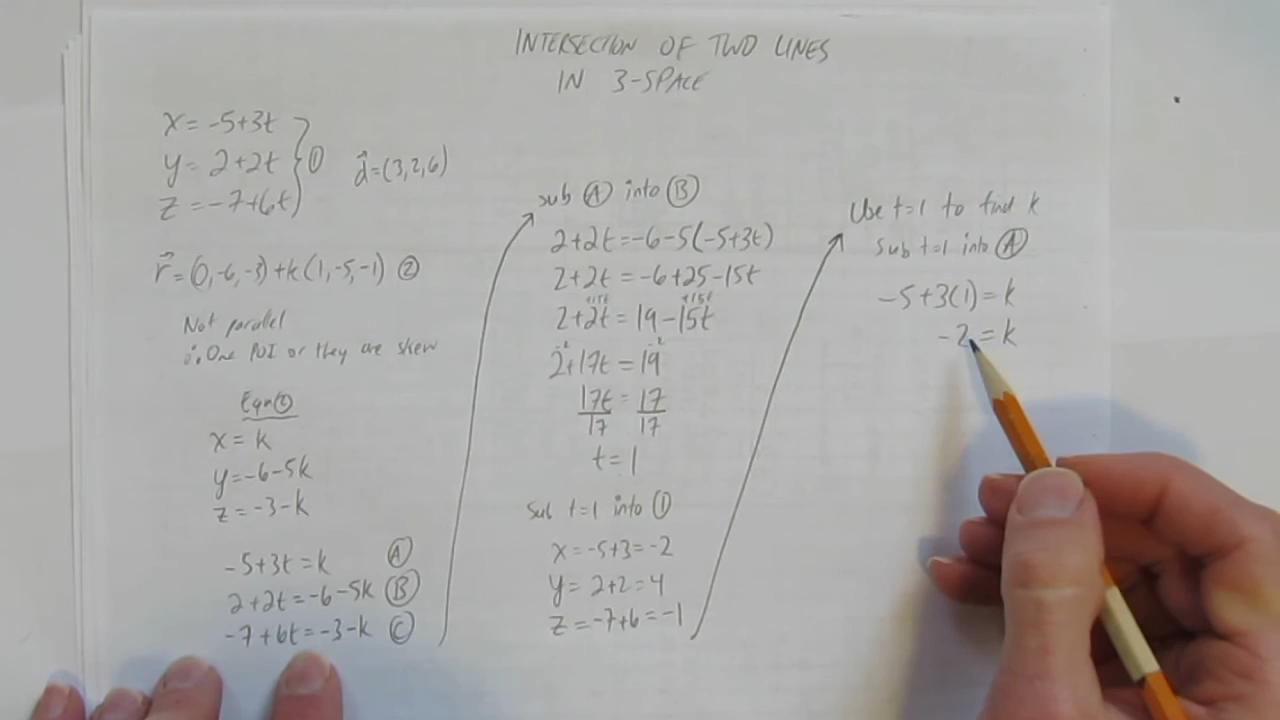 INTERSECTION OF TWO LINES
IN 3-SPACE
x = -5+3t
y = 2+2t } ① d⃗=(3,2,6)
z = -7+6t
r⃗ = (0,-6,-3)+k(1,-5,-1) ②
Not parallel
∴ One POI or they are skew
Eqn②
x = k
y = -6-5k
z = -3-k
-5+3t = k Ⓐ
2+2t = -6-5k Ⓑ
-7+6t = -3-k Ⓒ
sub Ⓐ into Ⓑ
2+2t = -6-5(-5+3t)
2+2t = -6+25-15t
+15t +15t
2+2t = 19-15t
-2 -2
2+17t = 19
17t = 17
17 17
t = 1
Sub t=1 into ①
x = -5+3 = -2
y = 2+2 = 4
z = -7+6 = -1
Use t=1 to find k
Sub t=1 into Ⓐ
-5+3(1) = k
-2 = k